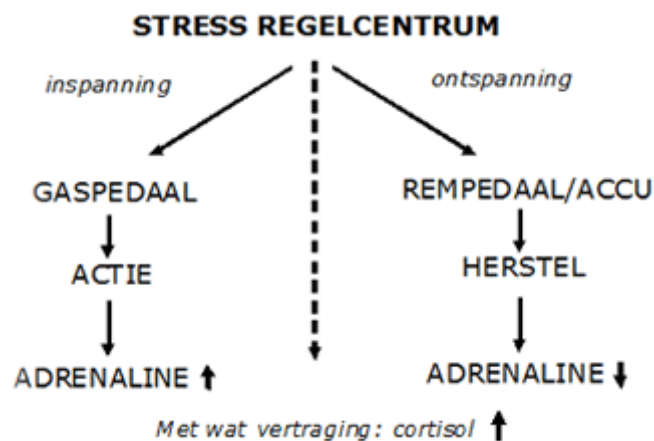 STRESS REGELCENTRUM
inspanning
ontspanning
GASPEDAAL
REMPEDAAL/ACCU
ACTIE
HERSTEL
ADRENALINE
ADRENALINE
Met wat vertraging: cortisol